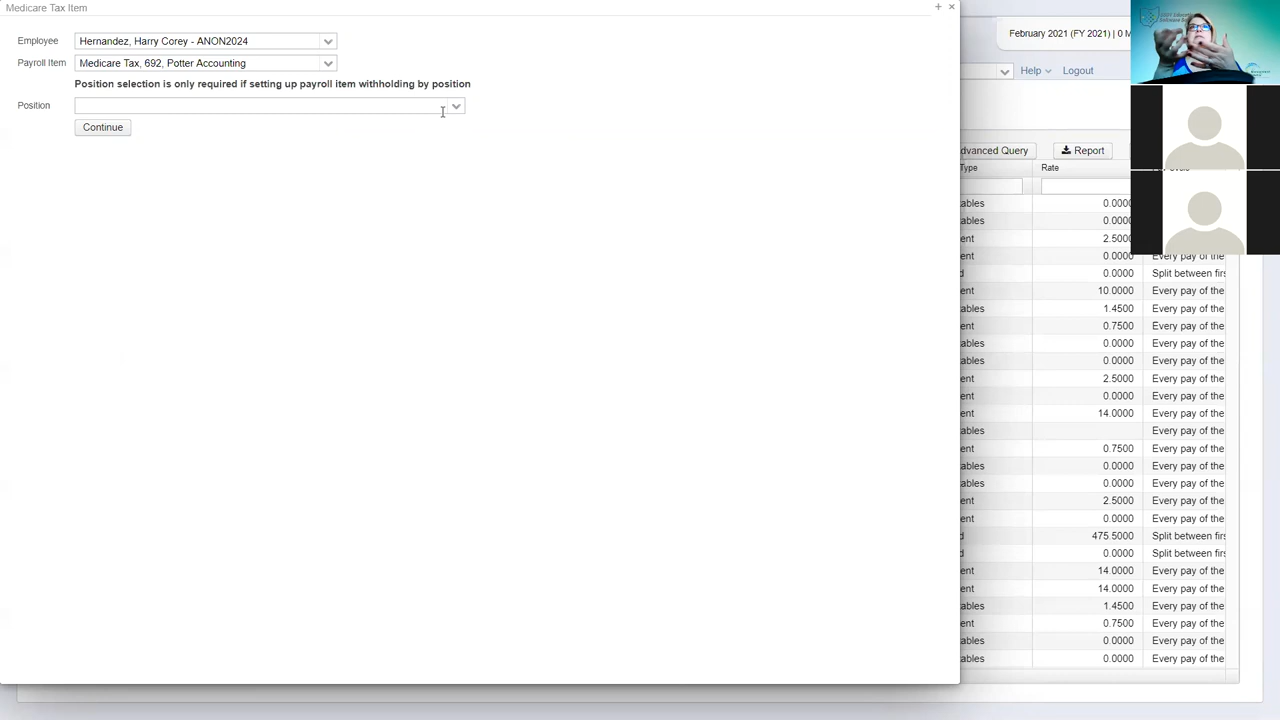 Medicare Tax Item
Employee Hernandez, Harry Corey - ANON2024
Payroll Item Medicare Tax, 692, Potter Accounting
Position selection is only required if setting up payroll item withholding by position
Position
Continue
February 2021 (FY 2021) | 0 M
Help Logout
dvanced Query Report
Type Rate
ables 0.0000
ables 0.0000
ent 2.5000
ent 0.0000 Every pay of the
d 0.0000 Split between firs
ent 10.0000 Every pay of the
ables 1.4500 Every pay of the
ent 0.7500 Every pay of the
ables 0.0000 Every pay of the
ables 0.0000 Every pay of the
ent 2.5000 Every pay of the
ables 0.0000 Every pay of the
ent 14.0000 Every pay of the
ables Every pay of the
ent 0.7500 Every pay of the
ables 0.0000 Every pay of the
ables 0.0000 Every pay of the
ent 2.5000 Every pay of the
ent 0.0000 Every pay of the
d 475.5000 Split between firs
d 0.0000 Split between firs
ent 14.0000 Every pay of the
ent 14.0000 Every pay of the
ables 1.4500 Every pay of the
ent 0.7500 Every pay of the
ables 0.0000 Every pay of the
ables 0.0000 Every pay of the